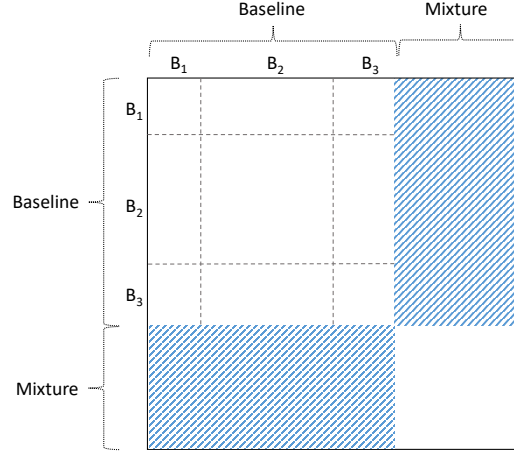 Baseline Mixture
B₁ B₂ B₃
B₁
Baseline B₂
B₃
Mixture